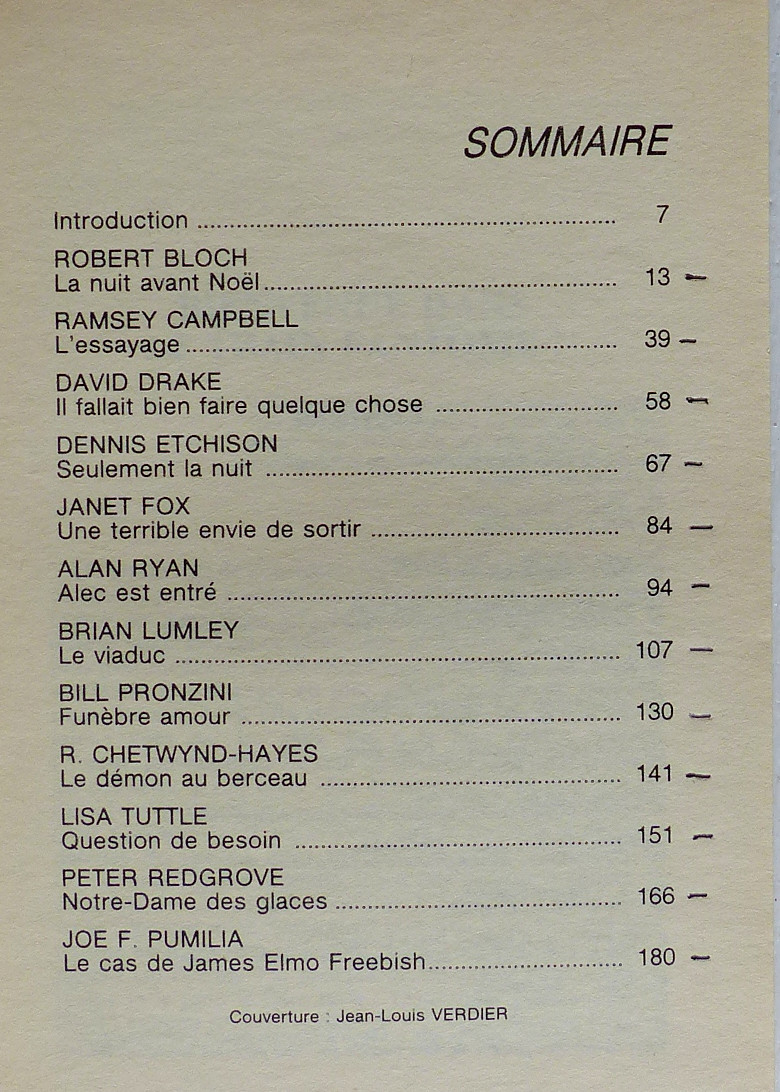 SOMMAIRE
Introduction ........................................ 7
ROBERT BLOCH
La nuit avant Noël ........................................ 13 –
RAMSEY CAMPBELL
L'essayage ........................................ 39 –
DAVID DRAKE
Il fallait bien faire quelque chose ........................................ 58 –
DENNIS ETCHISON
Seulement la nuit ........................................ 67 –
JANET FOX
Une terrible envie de sortir ........................................ 84 –
ALAN RYAN
Alec est entré ........................................ 94 –
BRIAN LUMLEY
Le viaduc ........................................ 107 –
BILL PRONZINI
Funèbre amour ........................................ 130 –
R. CHETWYND-HAYES
Le démon au berceau ........................................ 141 –
LISA TUTTLE
Question de besoin ........................................ 151 –
PETER REDGROVE
Notre-Dame des glaces ........................................ 166 –
JOE F. PUMILIA
Le cas de James Elmo Freebish ........................................ 180 –
Couverture : Jean-Louis VERDIER